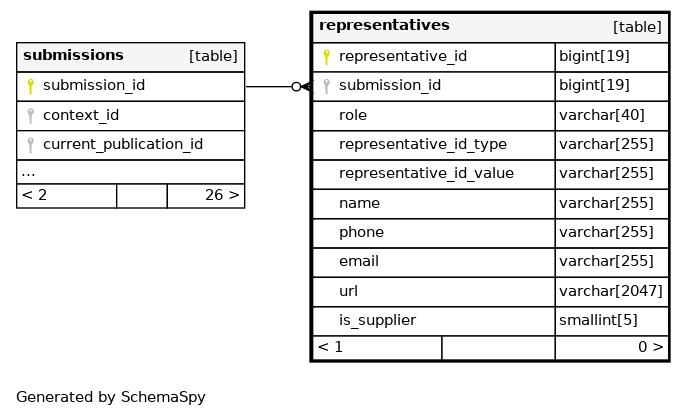 submissions [table]
submission_id
context_id
current_publication_id
...
< 2 26 >
representatives [table]
representative_id bigint[19]
submission_id bigint[19]
role varchar[40]
representative_id_type varchar[255]
representative_id_value varchar[255]
name varchar[255]
phone varchar[255]
email varchar[255]
url varchar[2047]
is_supplier smallint[5]
< 1 0 >
Generated by SchemaSpy